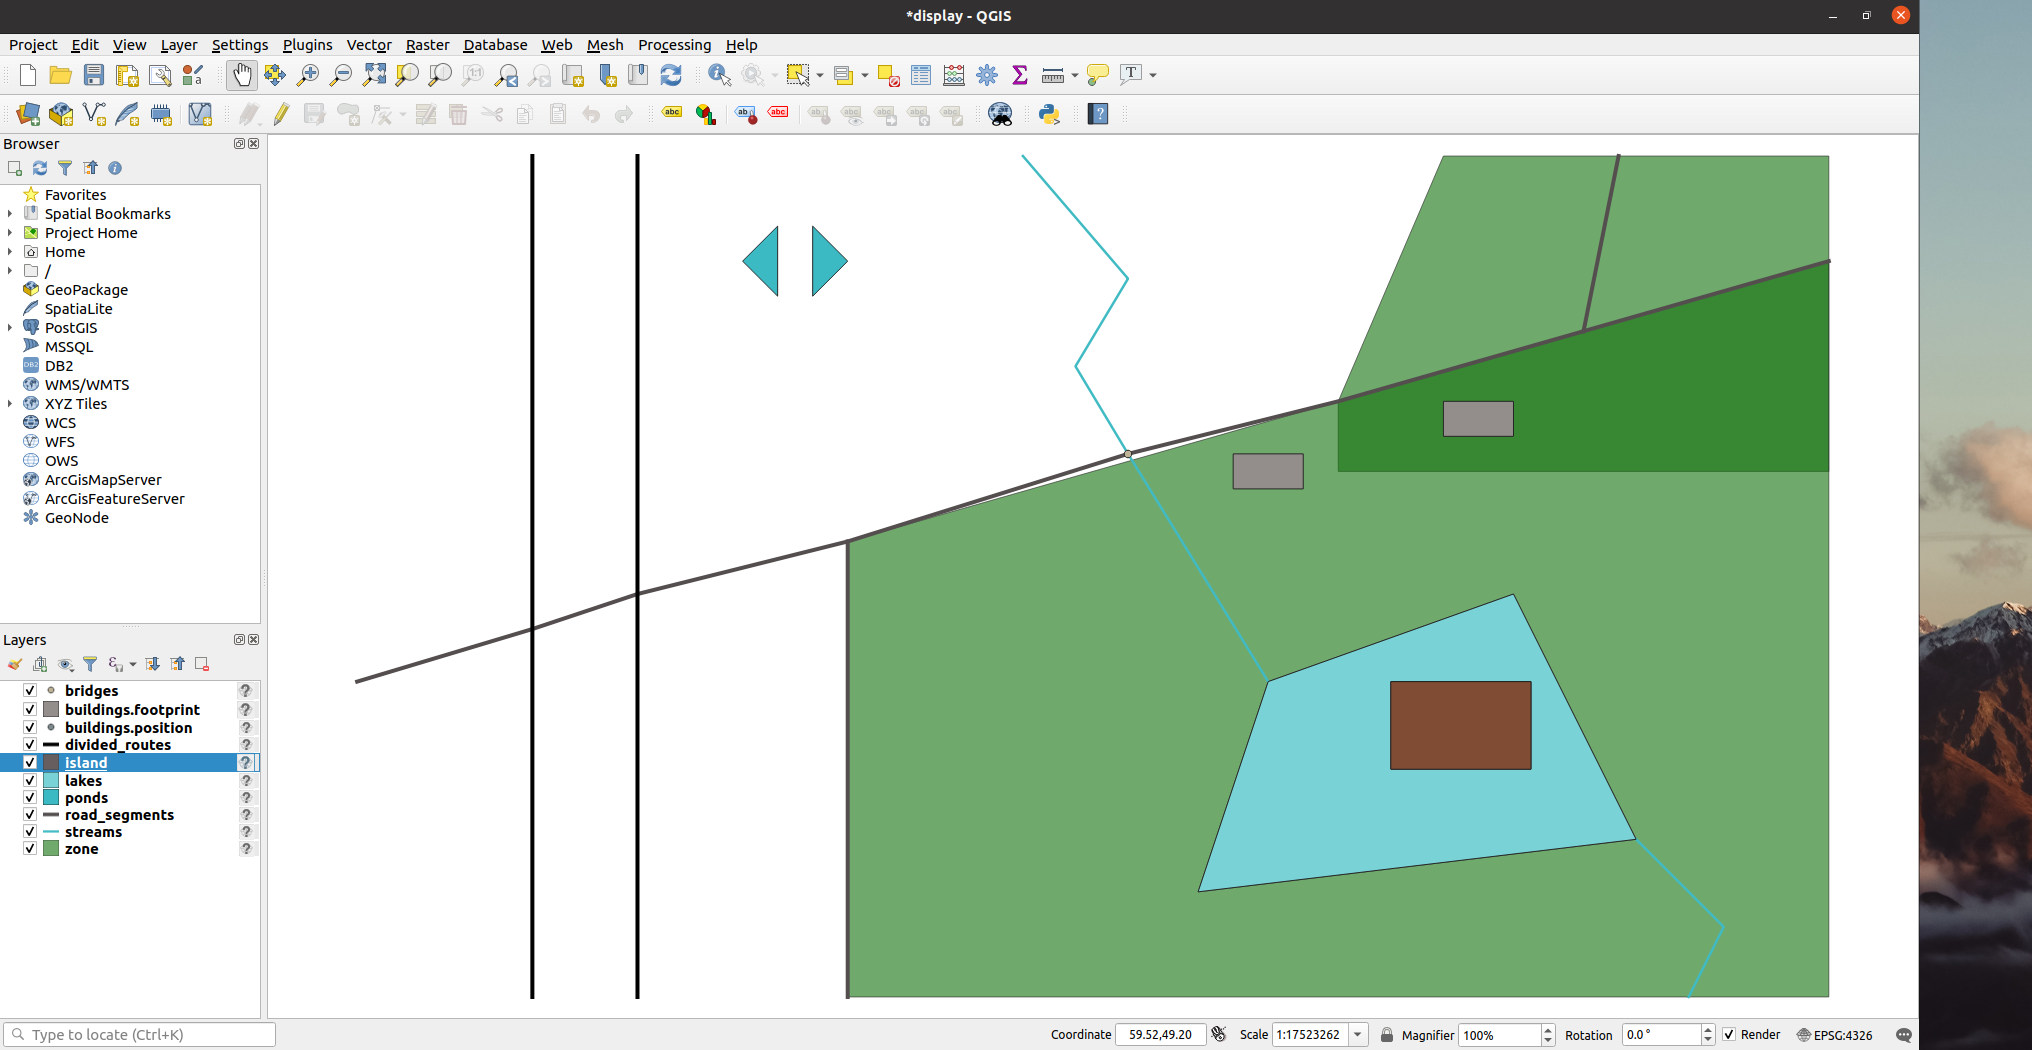 *display - QGIS
Project Edit View Layer Settings Plugins Vector Raster Database Web Mesh Processing Help
Browser
Favorites
Spatial Bookmarks
Project Home
Home
/
GeoPackage
SpatiaLite
PostGIS
MSSQL
DB2
WMS/WMTS
XYZ Tiles
WCS
WFS
OWS
ArcGisMapServer
ArcGisFeatureServer
GeoNode
Layers
bridges
buildings.footprint
buildings.position
divided_routes
island
lakes
ponds
road_segments
streams
zone
Type to locate (Ctrl+K) Coordinate 59.52,49.20 Scale 1:17523262 Magnifier 100% Rotation 0.0 ° Render EPSG:4326